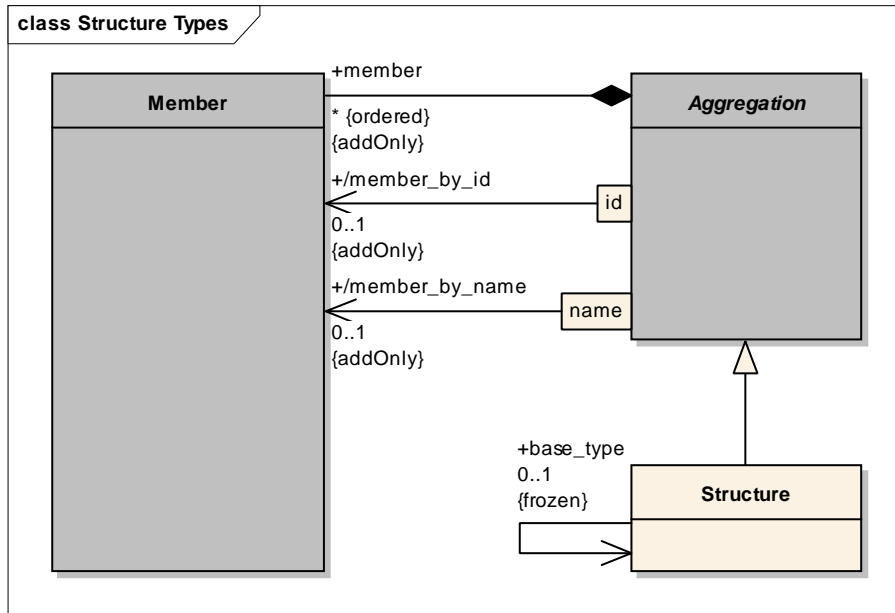 class Structure Types
Member
+member
* {ordered}
{addOnly}
Aggregation
+/member_by_id
id
0..1
{addOnly}
+/member_by_name
name
0..1
{addOnly}
+base_type
0..1
{frozen}
Structure